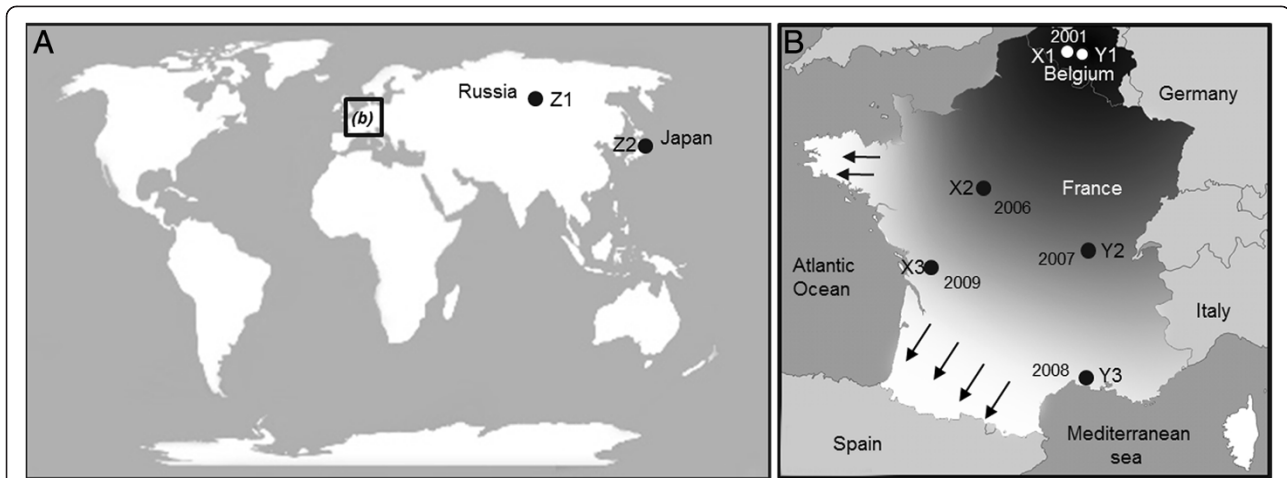 A
Russia
Z1
(b)
Z2
Japan
B
2001
X1
Y1
Belgium
Germany
X2
France
2006
2007
Y2
Atlantic
Ocean
X3
2009
Italy
2008
Y3
Spain
Mediterranean
sea